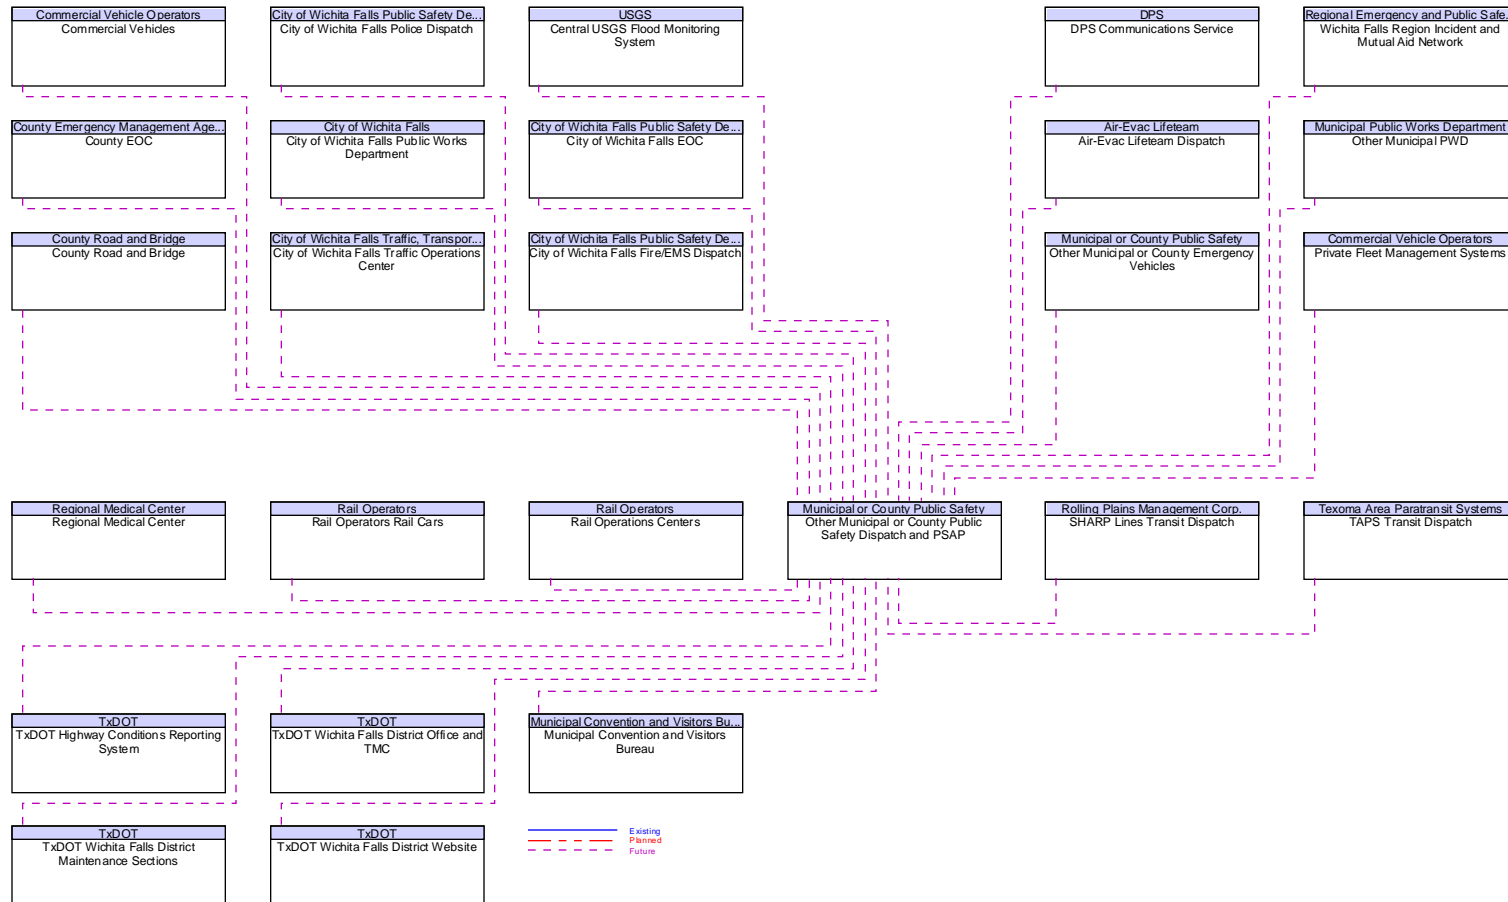 Commercial Vehicle Operators
Commercial Vehicles
City of Wichita Falls Public Safety De...
City of Wichita Falls Police Dispatch
USGS
Central USGS Flood Monitoring
System
DPS
DPS Communications Service
Regional Emergency and Public Safe...
Wichita Falls Region Incident and
Mutual Aid Network
County Emergency Management Age...
County EOC
City of Wichita Falls
City of Wichita Falls Public Works
Department
City of Wichita Falls Public Safety De...
City of Wichita Falls EOC
Air-Evac Lifeteam
Air-Evac Lifeteam Dispatch
Municipal Public Works Department
Other Municipal PWD
County Road and Bridge
County Road and Bridge
City of Wichita Falls Traffic, Transpor...
City of Wichita Falls Traffic Operations
Center
City of Wichita Falls Public Safety De...
City of Wichita Falls Fire/EMS Dispatch
Municipal or County Public Safety
Other Municipal or County Emergency
Vehicles
Commercial Vehicle Operators
Private Fleet Management Systems
Regional Medical Center
Regional Medical Center
Rail Operators
Rail Operators Rail Cars
Rail Operators
Rail Operations Centers
Municipal or County Public Safety
Other Municipal or County Public
Safety Dispatch and PSAP
Rolling Plains Management Corp.
SHARP Lines Transit Dispatch
Texoma Area Paratransit Systems
TAPS Transit Dispatch
TxDOT
TxDOT Highway Conditions Reporting
System
TxDOT
TxDOT Wichita Falls District Office and
TMC
Municipal Convention and Visitors Bu...
Municipal Convention and Visitors
Bureau
TxDOT
TxDOT Wichita Falls District
Maintenance Sections
TxDOT
TxDOT Wichita Falls District Website
Existing
Planned
Future